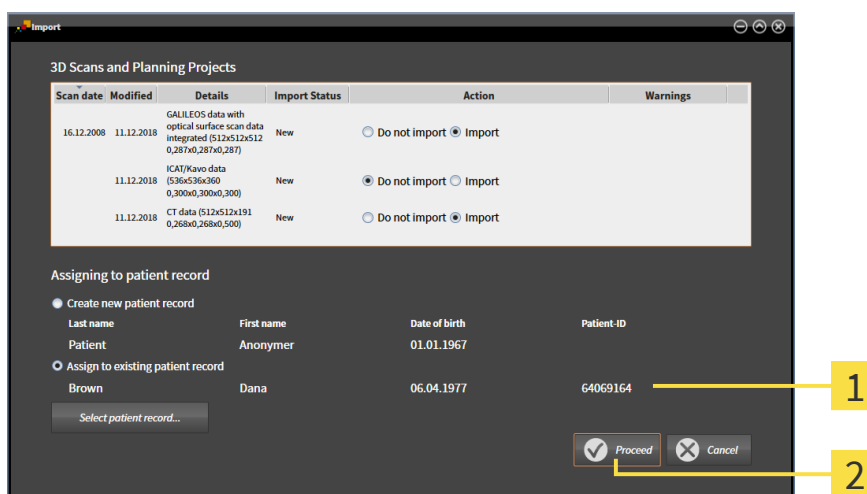 Import
3D Scans and Planning Projects
Scan date Modified Details Import Status Action Warnings
GALILEOS data with
optical surface scan data
integrated (512x512x512
0,287x0,287x0,287)
16.12.2008 11.12.2018 New Do not import Import
ICAT/Kavo data
(536x536x360
0,300x0,300x0,300)
11.12.2018 New Do not import Import
CT data (512x512x191
0,268x0,268x0,500)
11.12.2018 New Do not import Import
Assigning to patient record
Create new patient record
Last name First name Date of birth Patient-ID
Patient Anonymer 01.01.1967
Assign to existing patient record
Brown Dana 06.04.1977 64069164
1
Select patient record...
Proceed Cancel
2